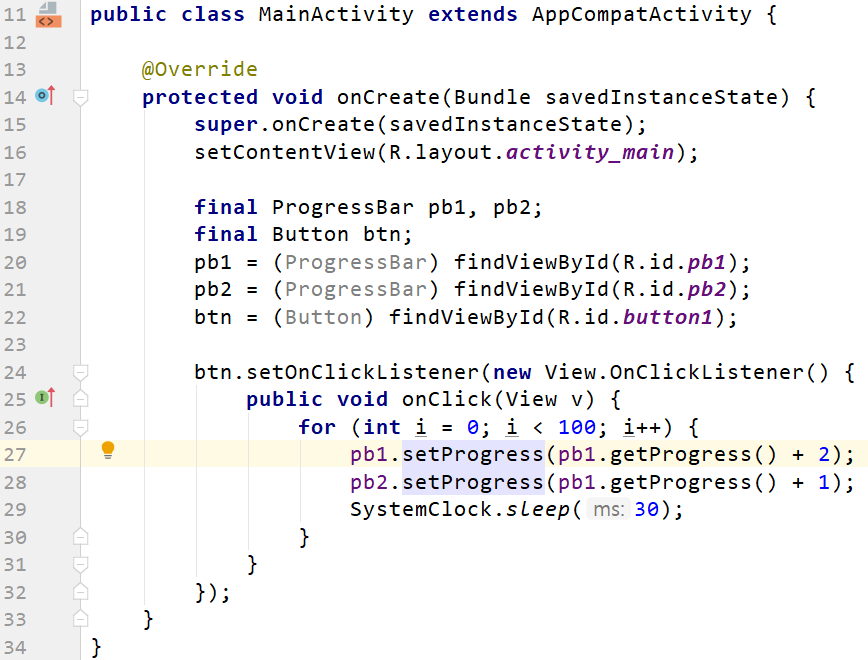 11 public class MainActivity extends AppCompatActivity {
12
13 @Override
14 protected void onCreate(Bundle savedInstanceState) {
15 super.onCreate(savedInstanceState);
16 setContentView(R.layout.activity_main);
17
18 final ProgressBar pb1, pb2;
19 final Button btn;
20 pb1 = (ProgressBar) findViewById(R.id.pb1);
21 pb2 = (ProgressBar) findViewById(R.id.pb2);
22 btn = (Button) findViewById(R.id.button1);
23
24 btn.setOnClickListener(new View.OnClickListener() {
25 public void onClick(View v) {
26 for (int i = 0; i < 100; i++) {
27 pb1.setProgress(pb1.getProgress() + 2);
28 pb2.setProgress(pb1.getProgress() + 1);
29 SystemClock.sleep( ms: 30);
30 }
31 }
32 });
33 }
34 }